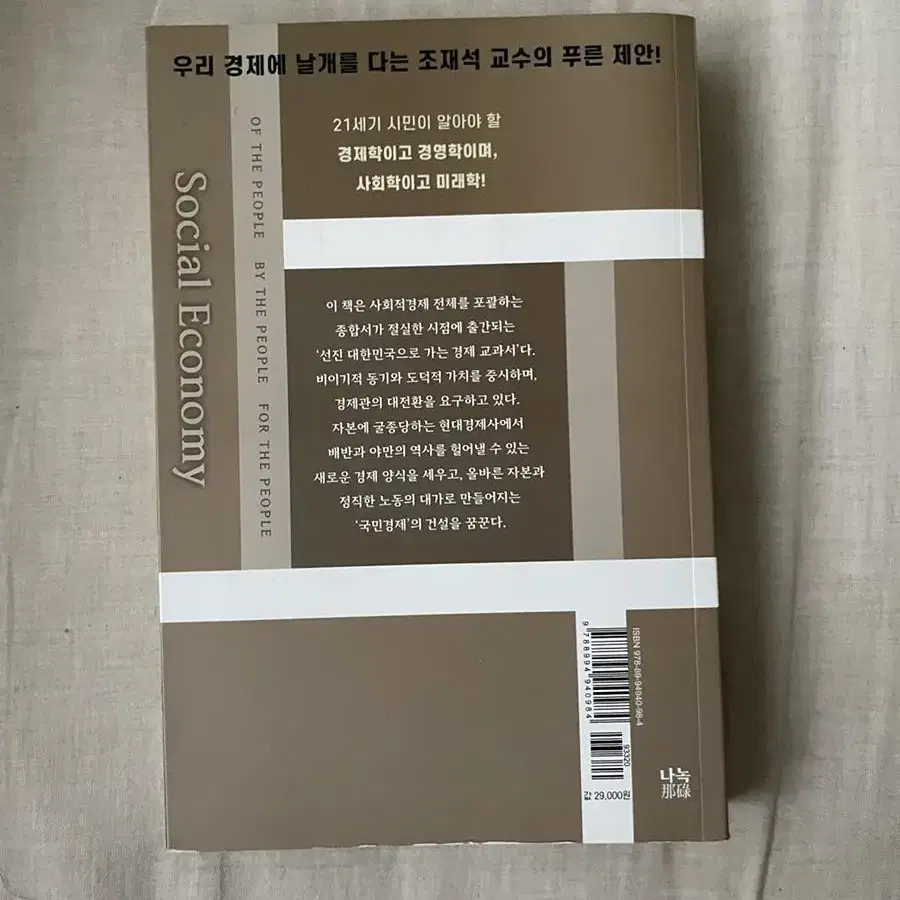 우리 경제에 날개를 다는 조재석 교수의 푸른 제안!
21세기 시민이 알아야 할
경제학이고 경영학이며,
사회학이고 미래학!
Social Economy
OF THE PEOPLE BY THE PEOPLE FOR THE PEOPLE
이 책은 사회적경제 전체를 포괄하는
종합서가 절실한 시점에 출간되는
‘선진 대한민국으로 가는 경제 교과서’다.
비이기적 동기와 도덕적 가치를 중시하며,
경제관의 대전환을 요구하고 있다.
자본에 굴종당하는 현대경제사에서
배반과 야만의 역사를 헐어낼 수 있는
새로운 경제 양식을 세우고, 올바른 자본과
정직한 노동의 대가로 만들어지는
‘국민경제’의 건설을 꿈꾼다.
ISBN 978-89-94940-98-4
9 788994 940984
93320
값 29,000원
나녹
那碌